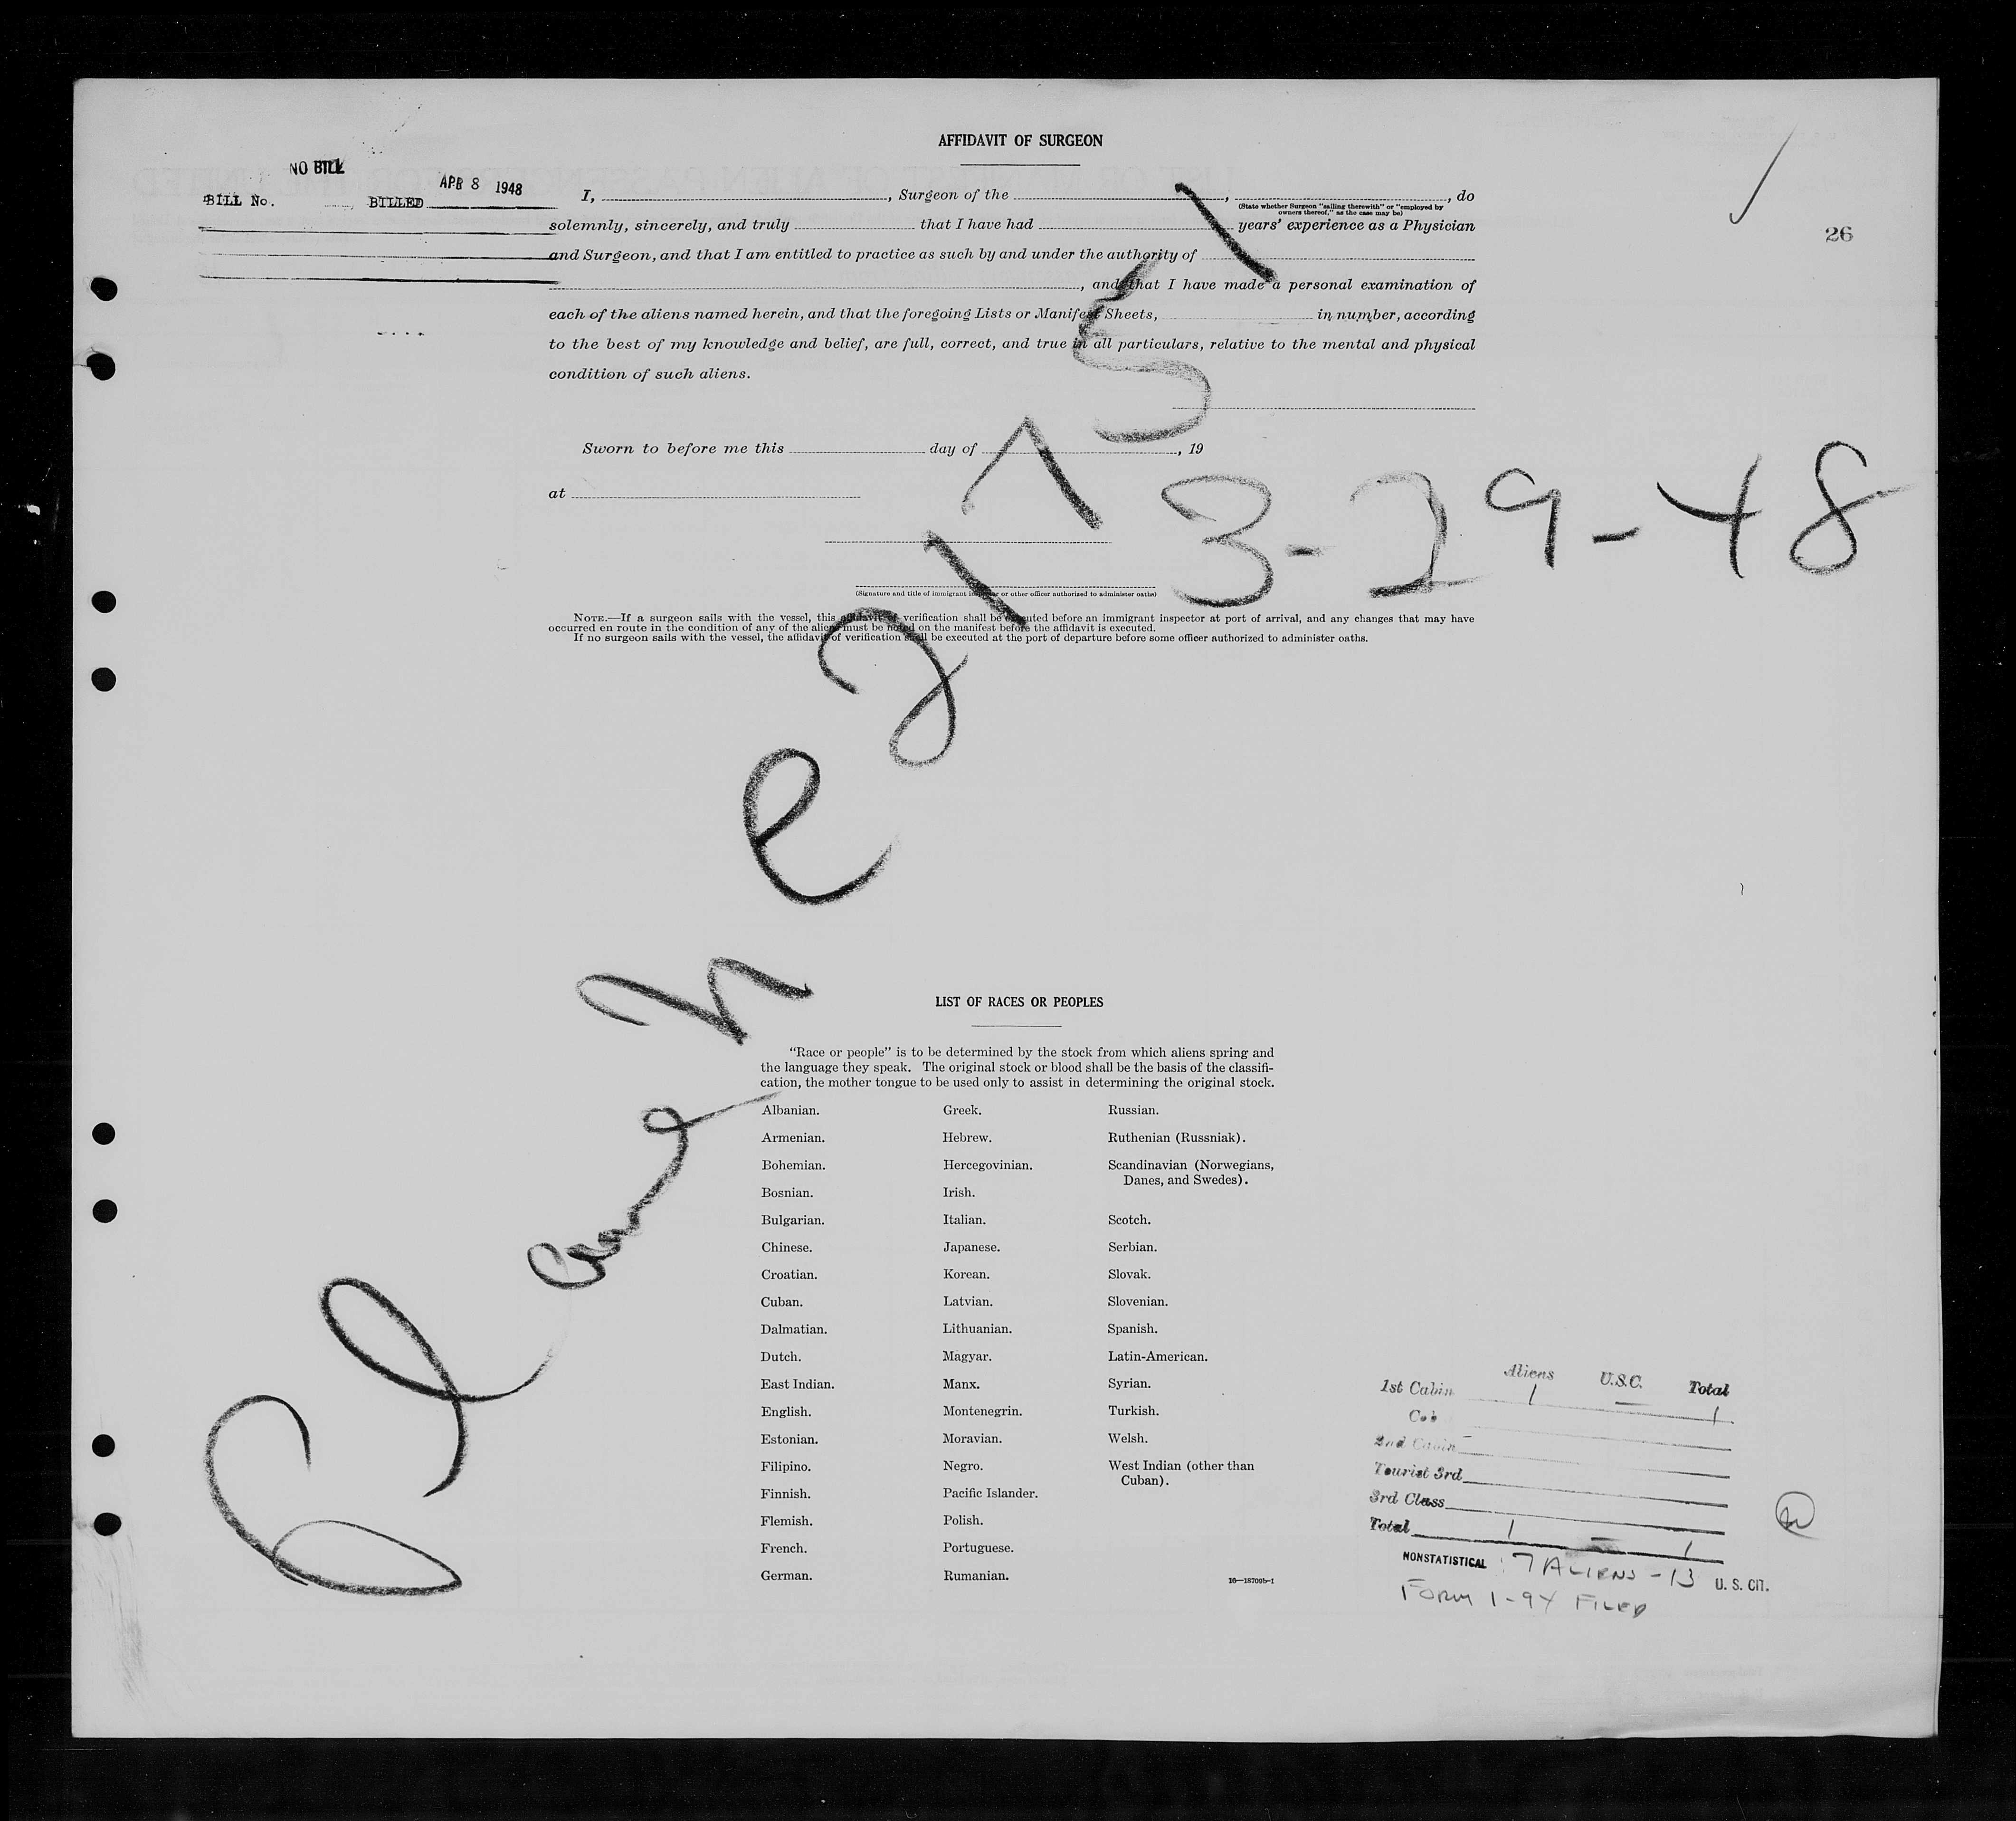 AFFIDAVIT OF SURGEON
NO BILL
BILL No. BILLED APR 8 1948
26
I, , Surgeon of the , , do
(State whether Surgeon "sailing therewith" or "employed by
owners thereof," as the case may be)
solemnly, sincerely, and truly that I have had years' experience as a Physician
and Surgeon, and that I am entitled to practice as such by and under the authority of
, and that I have made a personal examination of
each of the aliens named herein, and that the foregoing Lists or Manifest Sheets, in number, according
to the best of my knowledge and belief, are full, correct, and true in all particulars, relative to the mental and physical
condition of such aliens.
Sworn to before me this day of , 19
at
3-29-48
(Signature and title of immigrant inspector or other officer authorized to administer oaths)
NOTE.—If a surgeon sails with the vessel, this affidavit of verification shall be executed before an immigrant inspector at port of arrival, and any changes that may have
occurred en route in the condition of any of the aliens must be noted on the manifest before the affidavit is executed.
If no surgeon sails with the vessel, the affidavit of verification shall be executed at the port of departure before some officer authorized to administer oaths.
Plane NC21751
LIST OF RACES OR PEOPLES
"Race or people" is to be determined by the stock from which aliens spring and
the language they speak. The original stock or blood shall be the basis of the classifi-
cation, the mother tongue to be used only to assist in determining the original stock.
Albanian.
Armenian.
Bohemian.
Bosnian.
Bulgarian.
Chinese.
Croatian.
Cuban.
Dalmatian.
Dutch.
East Indian.
English.
Estonian.
Filipino.
Finnish.
Flemish.
French.
German.
Greek.
Hebrew.
Hercegovinian.
Irish.
Italian.
Japanese.
Korean.
Latvian.
Lithuanian.
Magyar.
Manx.
Montenegrin.
Moravian.
Negro.
Pacific Islander.
Polish.
Portuguese.
Rumanian.
Russian.
Ruthenian (Russniak).
Scandinavian (Norwegians,
Danes, and Swedes).
Scotch.
Serbian.
Slovak.
Slovenian.
Spanish.
Latin-American.
Syrian.
Turkish.
Welsh.
West Indian (other than
Cuban).
16—18709b-1
Aliens U.S.C. Total
1st Cabin 1 — 1
2nd Cabin
Tourist 3rd
3rd Class
Total 1 — 1
NONSTATISTICAL : 7 ALIENS - 13 U. S. CIT.
FORM I-94 FILED